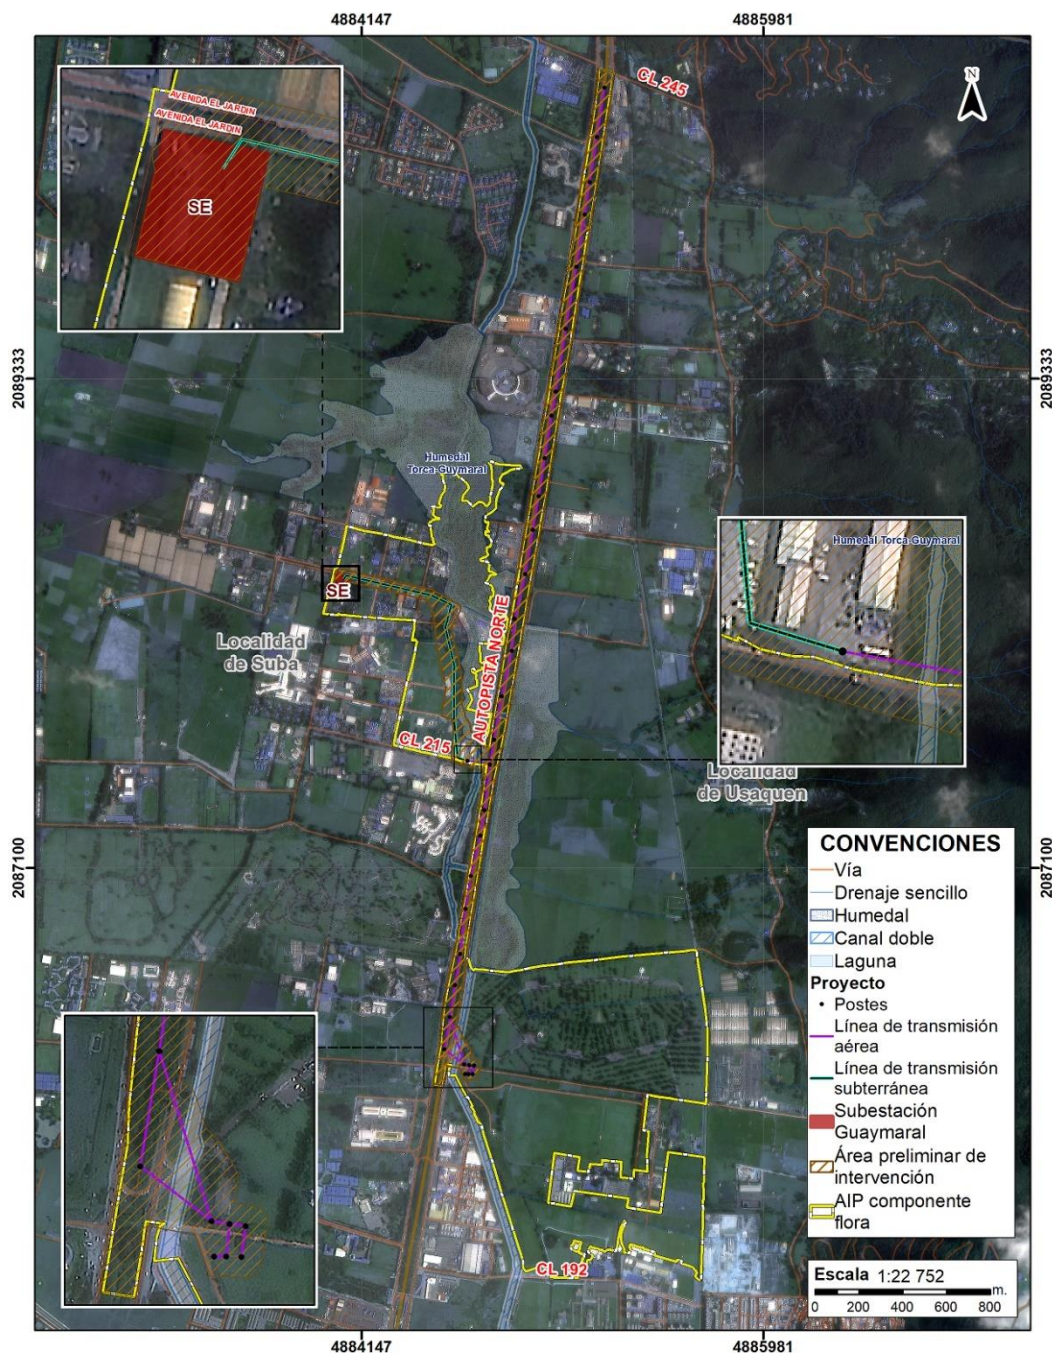 4884147
4885981
CL 245
N
AVENIDA EL JARDIN
AVENIDA EL JARDIN
SE
2089333
2089333
Humedal
Torca-Guymaral
Humedal Torca-Guymaral
SE
Localidad
de Suba
AUTOPISTA NORTE
CL 215
Localidad
de Usaquen
2087100
2087100
CONVENCIONES
Vía
Drenaje sencillo
Humedal
Canal doble
Laguna
Proyecto
Postes
Línea de transmisión
aérea
Línea de transmisión
subterránea
Subestación
Guaymaral
Área preliminar de
intervención
AIP componente
flora
CL 192
Escala 1:22 752
m.
0 200 400 600 800
4884147
4885981